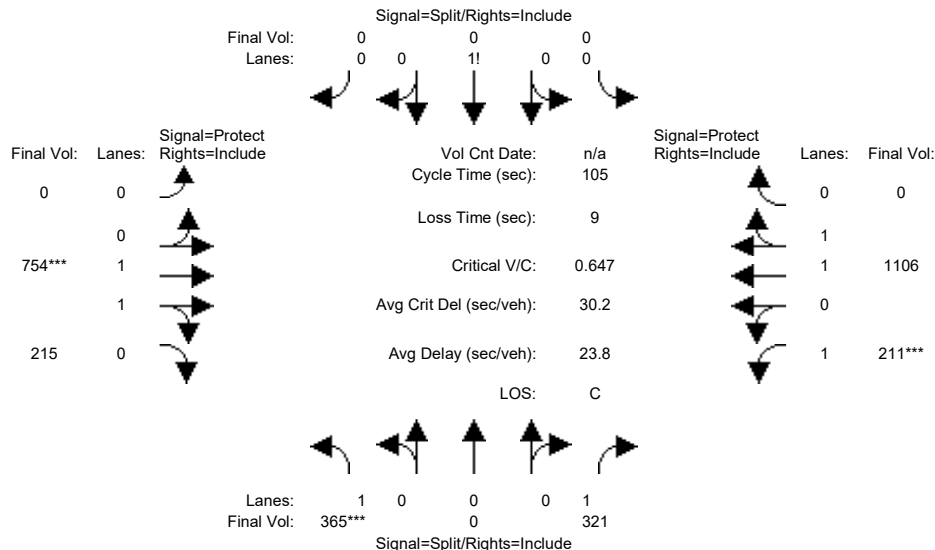 Signal=Split/Rights=Include
Final Vol: 0 0 0
Lanes: 0 0 1! 0 0
Signal=Protect Signal=Protect
Final Vol: Lanes: Rights=Include Vol Cnt Date: n/a Rights=Include Lanes: Final Vol:
Cycle Time (sec): 105
0 0 0 0
Loss Time (sec): 9
0 1
754*** 1 Critical V/C: 0.647 1 1106
1 Avg Crit Del (sec/veh): 30.2 0
215 0 Avg Delay (sec/veh): 23.8 1 211***
LOS: C
Lanes: 1 0 0 0 1
Final Vol: 365*** 0 321
Signal=Split/Rights=Include